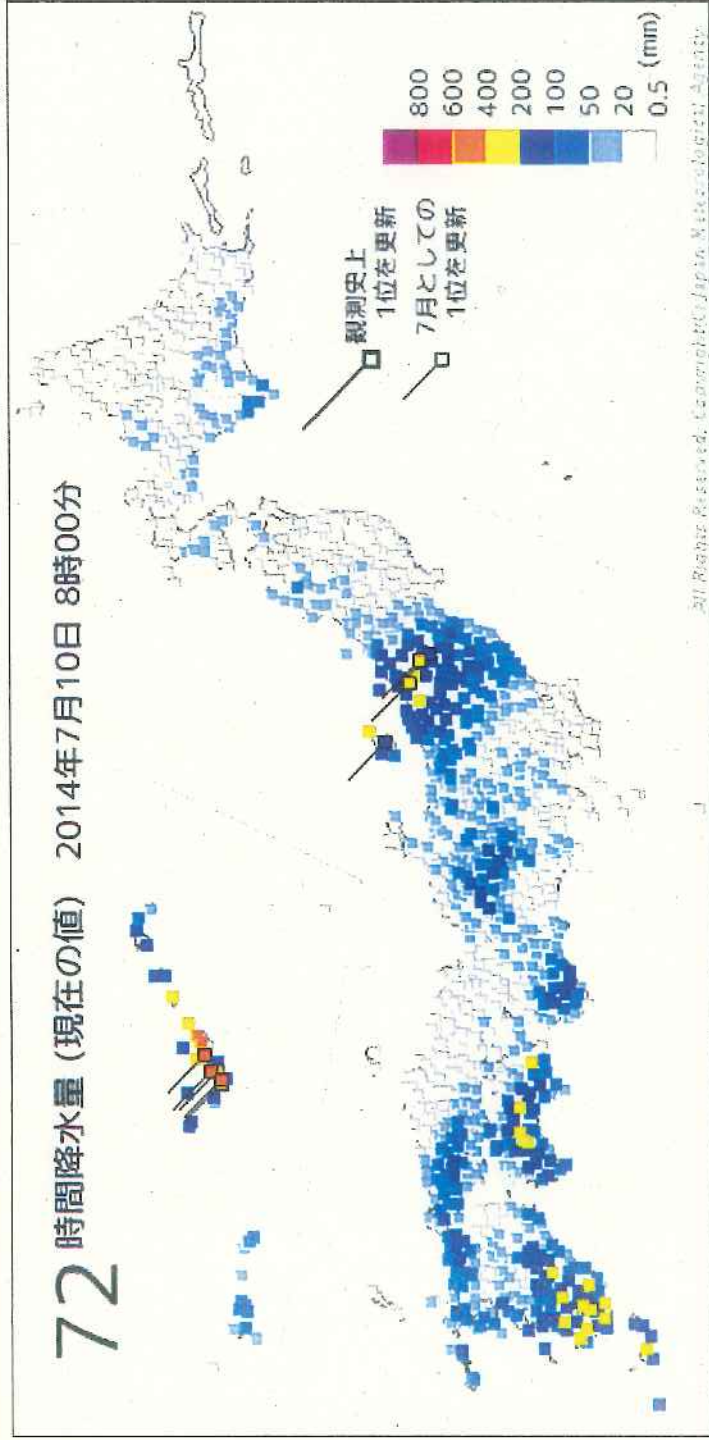 72 時間降水量 (現在の値) 2014年7月10日 8時00分
観測史上
1位を更新
7月としての
1位を更新
800
600
400
200
100
50
20
0.5 (mm)
All Rights Reserved, Copyright(C) Japan Meteorological Agency